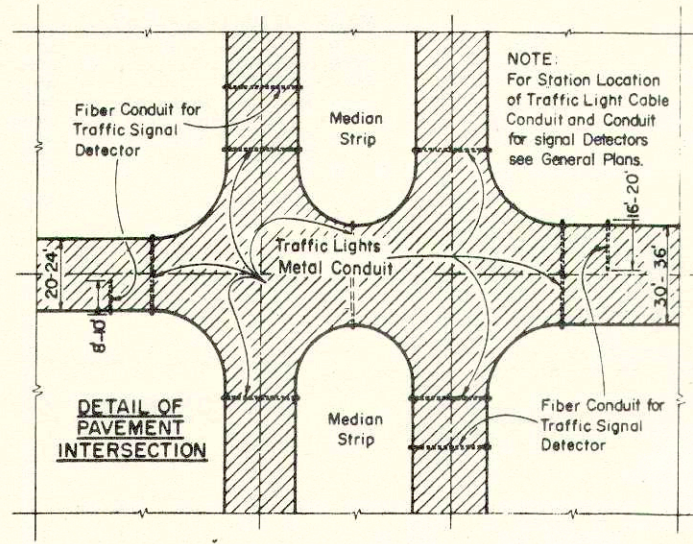 NOTE:
For Station Location
of Traffic Light Cable
Conduit and Conduit
for signal Detectors
see General Plans.
Fiber Conduit for
Traffic Signal
Detector
Median
Strip
16'-20'
20-24'
Traffic Lights
Metal Conduit
30'-36'
8'-10'
DETAIL OF
PAVEMENT
INTERSECTION
Median
Strip
Fiber Conduit for
Traffic Signal
Detector